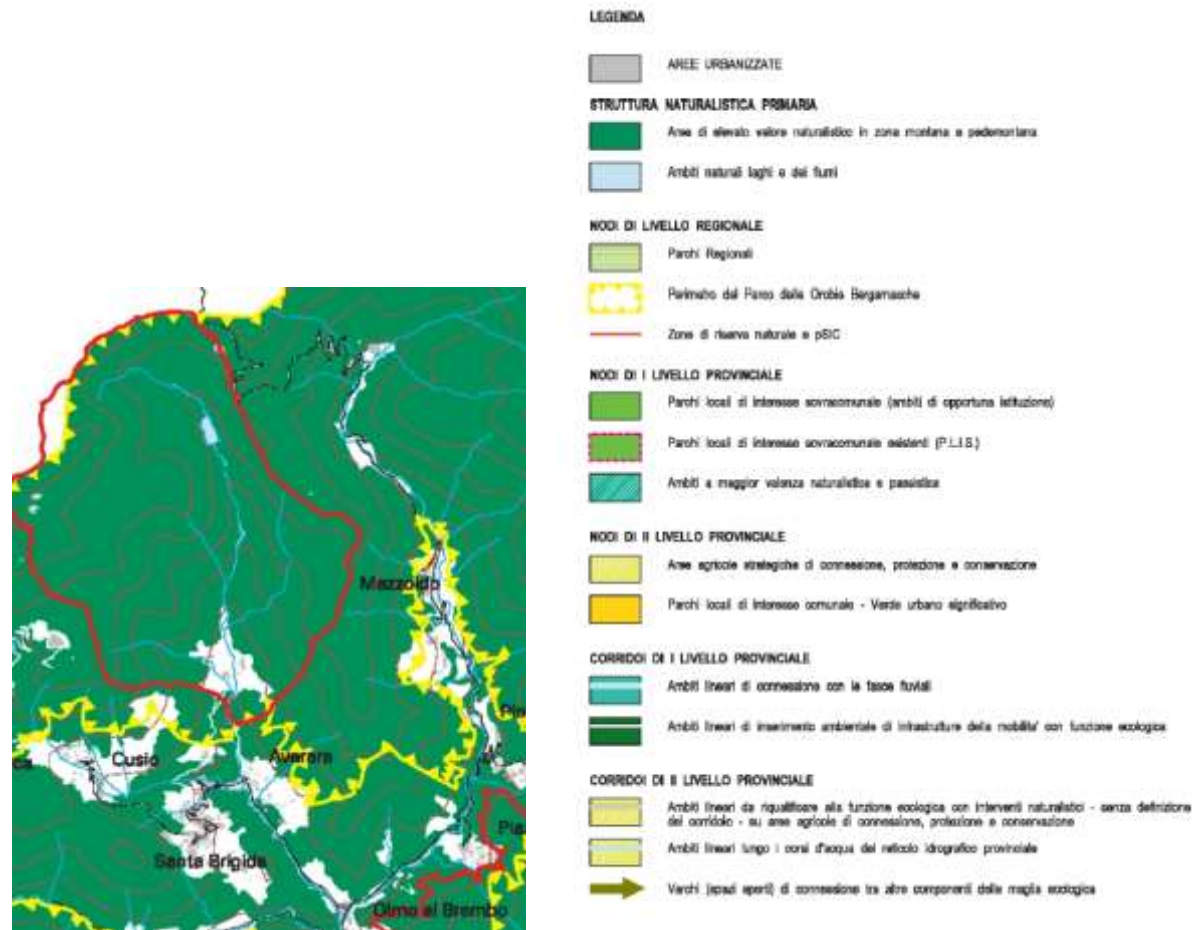 LEGENDA
AREE URBANIZZATE
STRUTTURA NATURALISTICA PRIMARIA
Aree di elevato valore naturalistico in zona montana e pedemontana
Ambiti naturali laghi e dei fiumi
NODI DI LIVELLO REGIONALE
Parchi Regionali
Perimetro del Parco delle Orobie Bergamasche
Zone di riserva naturale e pSIC
NODI DI I LIVELLO PROVINCIALE
Parchi locali di interesse sovracomunale (ambiti di opportuna istituzione)
Parchi locali di interesse sovracomunale esistenti (P.L.I.S.)
Ambiti a maggior valenza naturalistica e paesistica
NODI DI II LIVELLO PROVINCIALE
Aree agricole strategiche di connessione, protezione e conservazione
Parchi locali di interesse comunale - Verde urbano significativo
CORRIDOI DI I LIVELLO PROVINCIALE
Ambiti lineari di connessione con le fasce fluviali
Ambiti lineari di inserimento ambientale di infrastrutture della mobilita' con funzione ecologica
CORRIDOI DI II LIVELLO PROVINCIALE
Ambiti lineari da riqualificare alla funzione ecologica con interventi naturalistici - senza definizione
del corridoio - su aree agricole di connessione, protezione e conservazione
Ambiti lineari lungo i corsi d'acqua del reticolo idrografico provinciale
Varchi (spazi aperti) di connessione tra altre componenti della maglia ecologica
Mezzoldo
Cusio
Averara
Santa Brigida
Olmo al Brembo